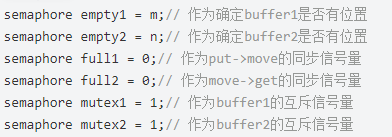 semaphore empty1 = m;// 作为确定buffer1是否有位置
semaphore empty2 = n;// 作为确定buffer2是否有位置
semaphore full1 = 0;// 作为put->move的同步信号量
semaphore full2 = 0;// 作为move->get的同步信号量
semaphore mutex1 = 1;// 作为buffer1的互斥信号量
semaphore mutex2 = 1;// 作为buffer2的互斥信号量